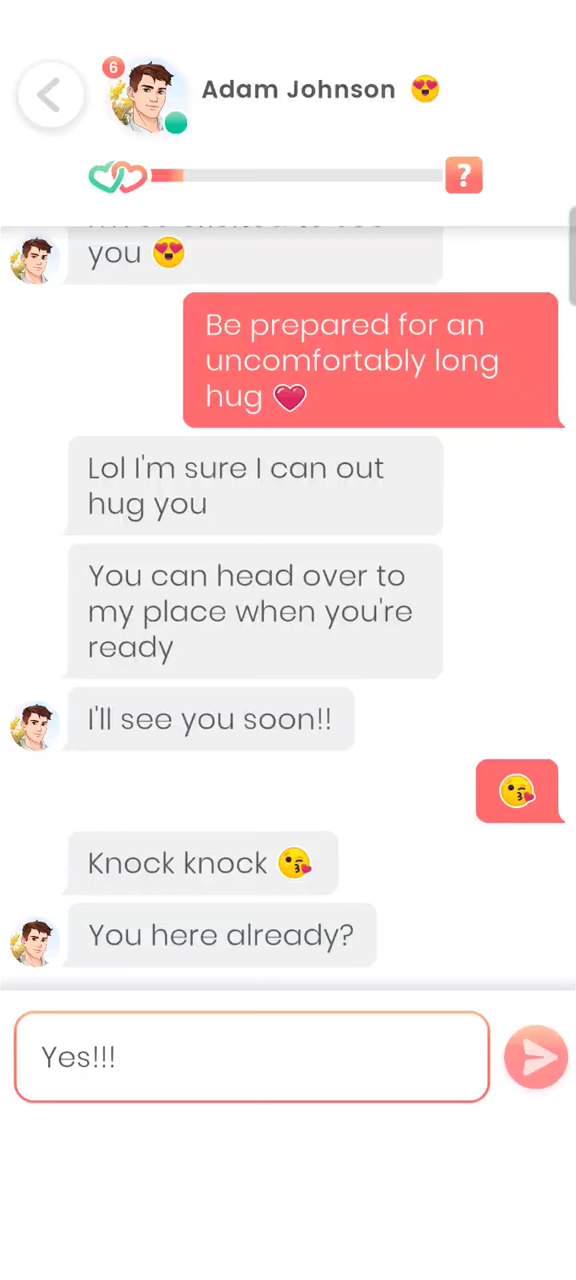 6
Adam Johnson 😍
?
you 😍
Be prepared for an
uncomfortably long
hug 💗
Lol I'm sure I can out
hug you
You can head over to
my place when you're
ready
I'll see you soon!!
😘
Knock knock 😘
You here already?
Yes!!!